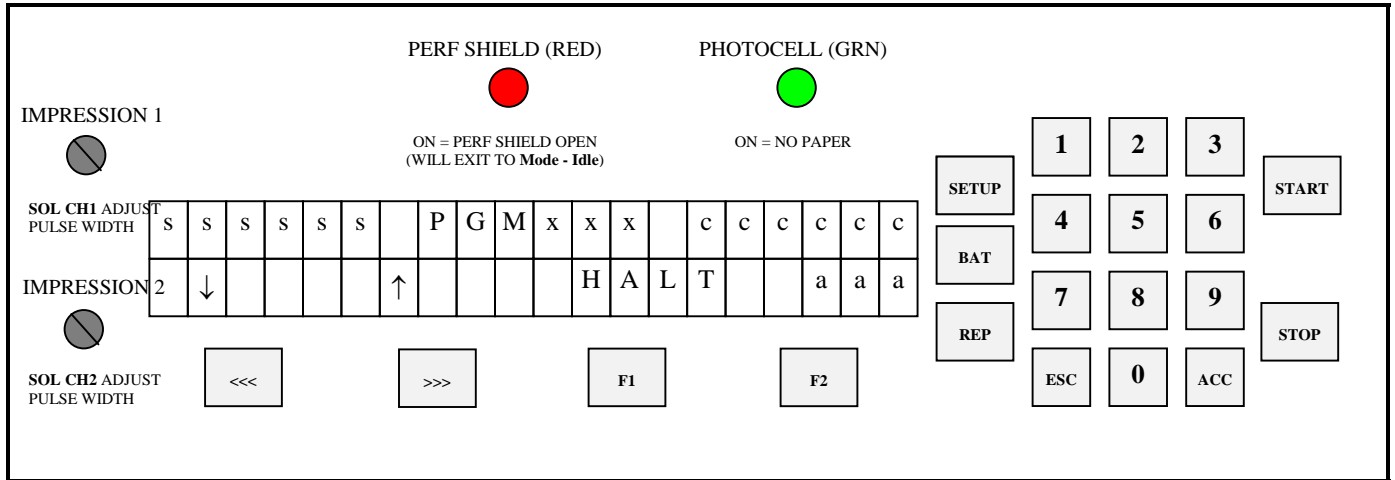 PERF SHIELD (RED)
PHOTOCELL (GRN)
IMPRESSION 1
ON = PERF SHIELD OPEN
(WILL EXIT TO Mode - Idle)
ON = NO PAPER
SOL CH1 ADJUST
PULSE WIDTH
s s s s s s P G M x x x c c c c c c
↓ ↑ H A L T a a a
IMPRESSION 2
SOL CH2 ADJUST
PULSE WIDTH
<<<
>>>
F1
F2
SETUP
BAT
REP
1 2 3
4 5 6
7 8 9
ESC 0 ACC
START
STOP